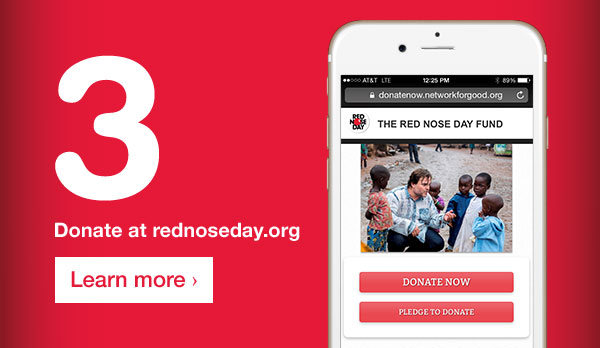 3
Donate at rednoseday.org
Learn more ›
AT&T LTE 12:25 PM 89%
donatenow.networkforgood.org
RED
NOSE
DAY
THE RED NOSE DAY FUND
DONATE NOW
PLEDGE TO DONATE